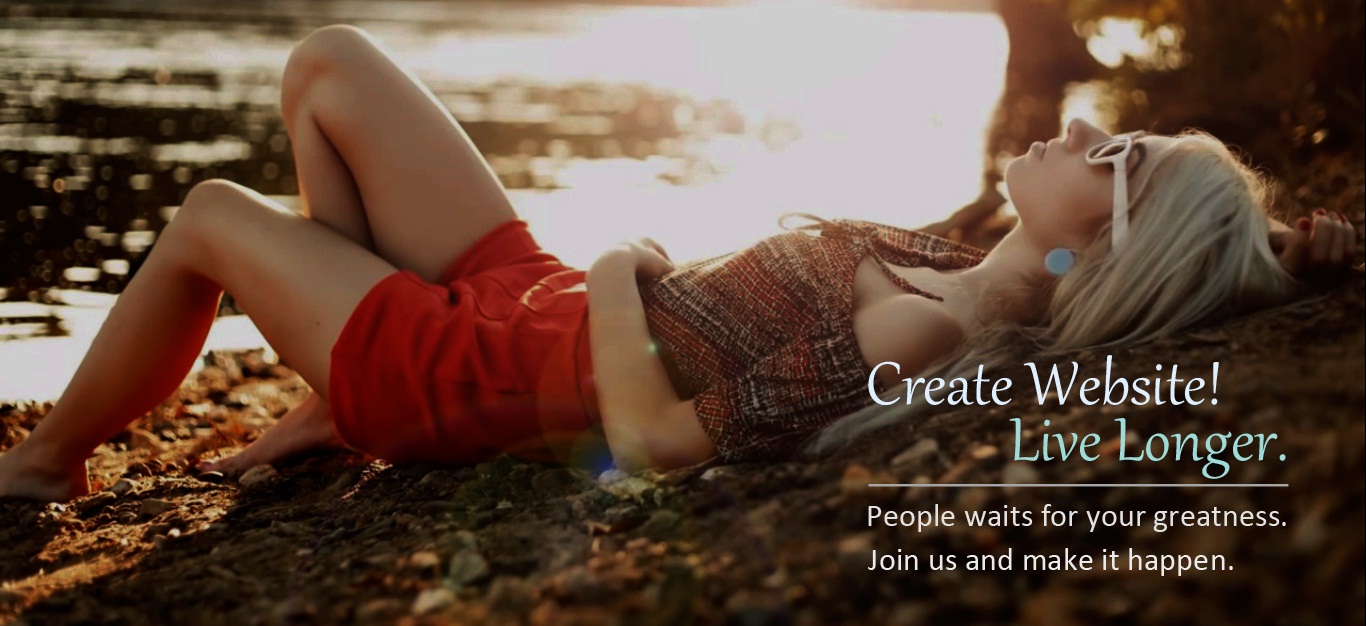 Create Website!
Live Longer.
People waits for your greatness.
Join us and make it happen.